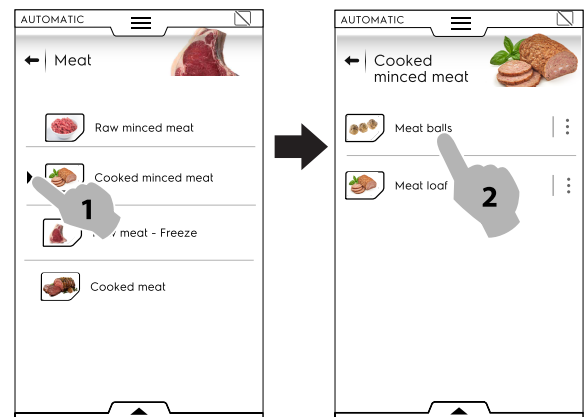 AUTOMATIC
Meat
Raw minced meat
Cooked minced meat
1
meat - Freeze
Cooked meat
AUTOMATIC
Cooked
minced meat
Meat balls
Meat loaf
2